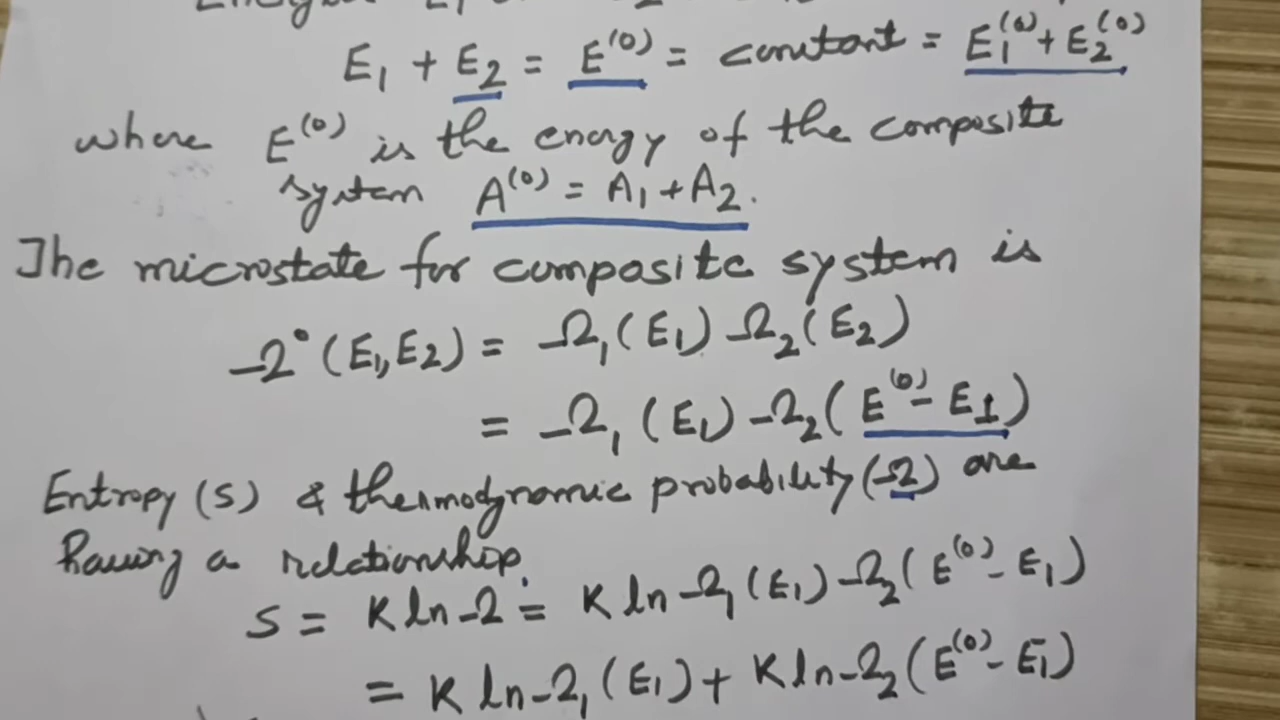 E₁ + E₂ = E⁽⁰⁾ = constant = E₁⁽⁰⁾ + E₂⁽⁰⁾
where E⁽⁰⁾ is the energy of the composite
system A⁽⁰⁾ = A₁ + A₂.
The microstate for composite system is
Ω°(E₁, E₂) = Ω₁(E₁) Ω₂(E₂)
= Ω₁(E₁) Ω₂(E⁽⁰⁾ - E₁)
Entropy (S) & thermodynamic probability (Ω) are
having a relationship.
S = K ln Ω° = K ln Ω₁(E₁) Ω₂(E⁽⁰⁾ - E₁)
= K ln Ω₁(E₁) + K ln Ω₂(E⁽⁰⁾ - E₁)